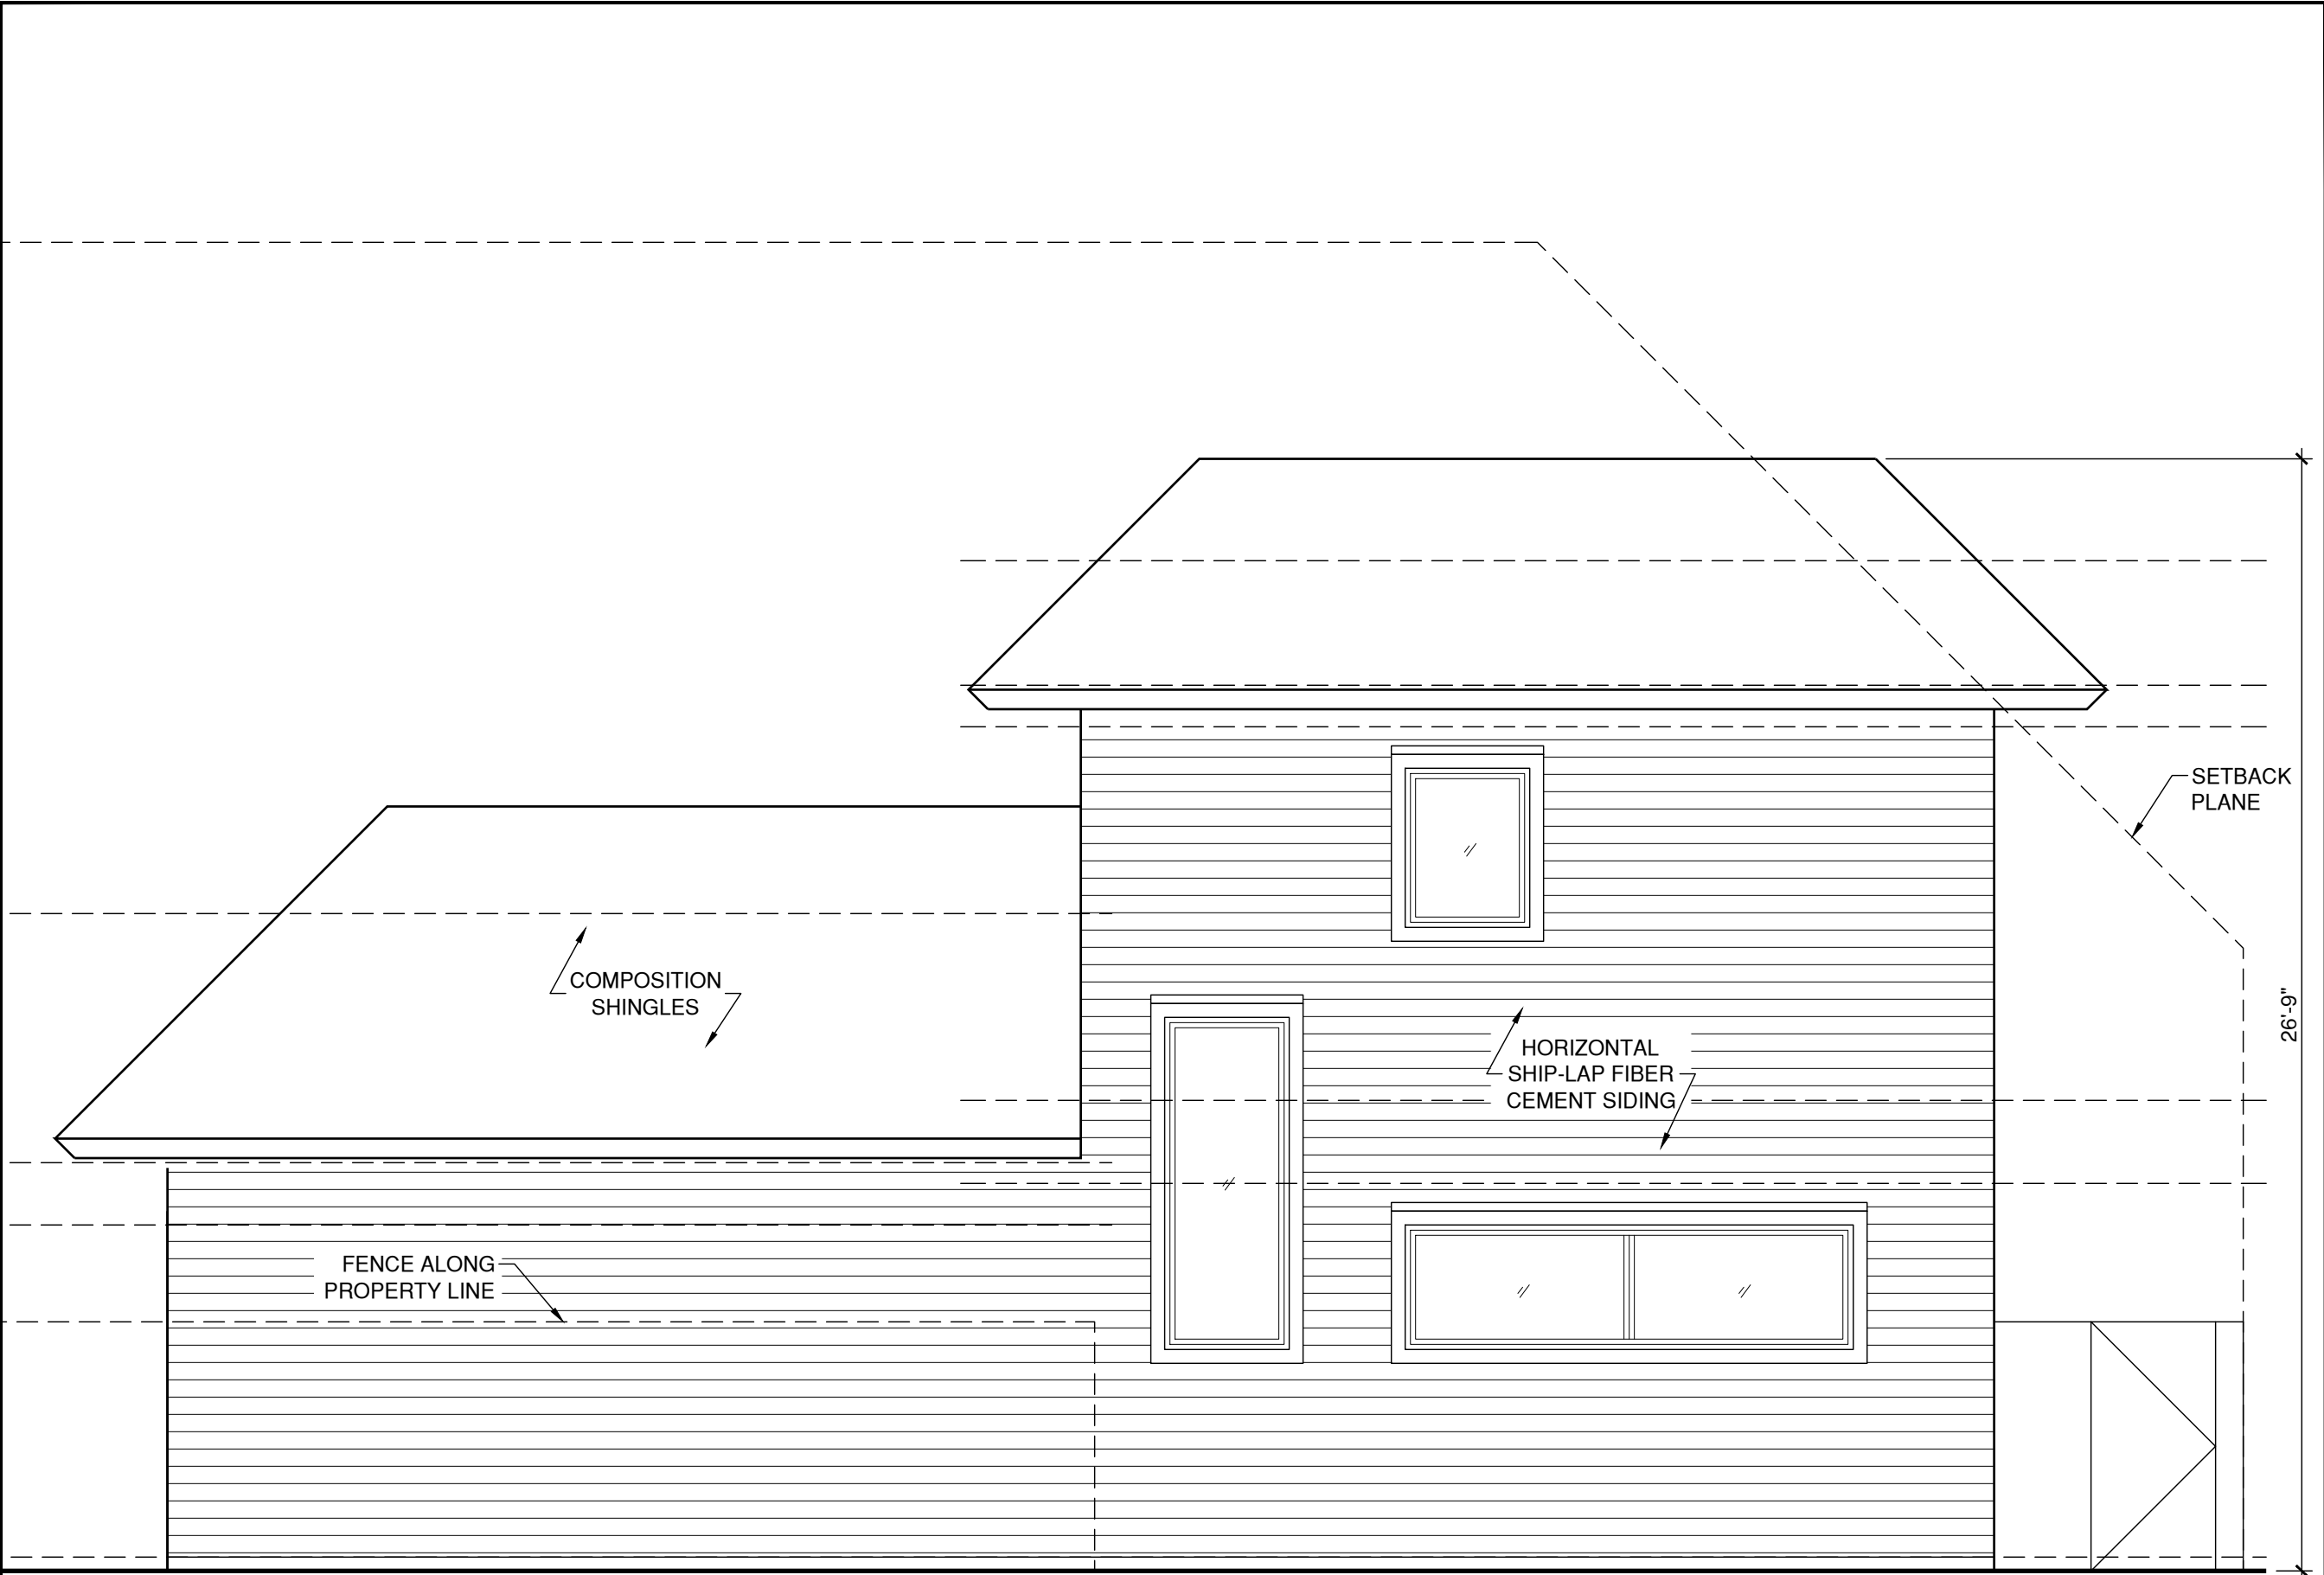 SETBACK
PLANE
COMPOSITION
SHINGLES
26'-9"
HORIZONTAL
SHIP-LAP FIBER
CEMENT SIDING
FENCE ALONG
PROPERTY LINE